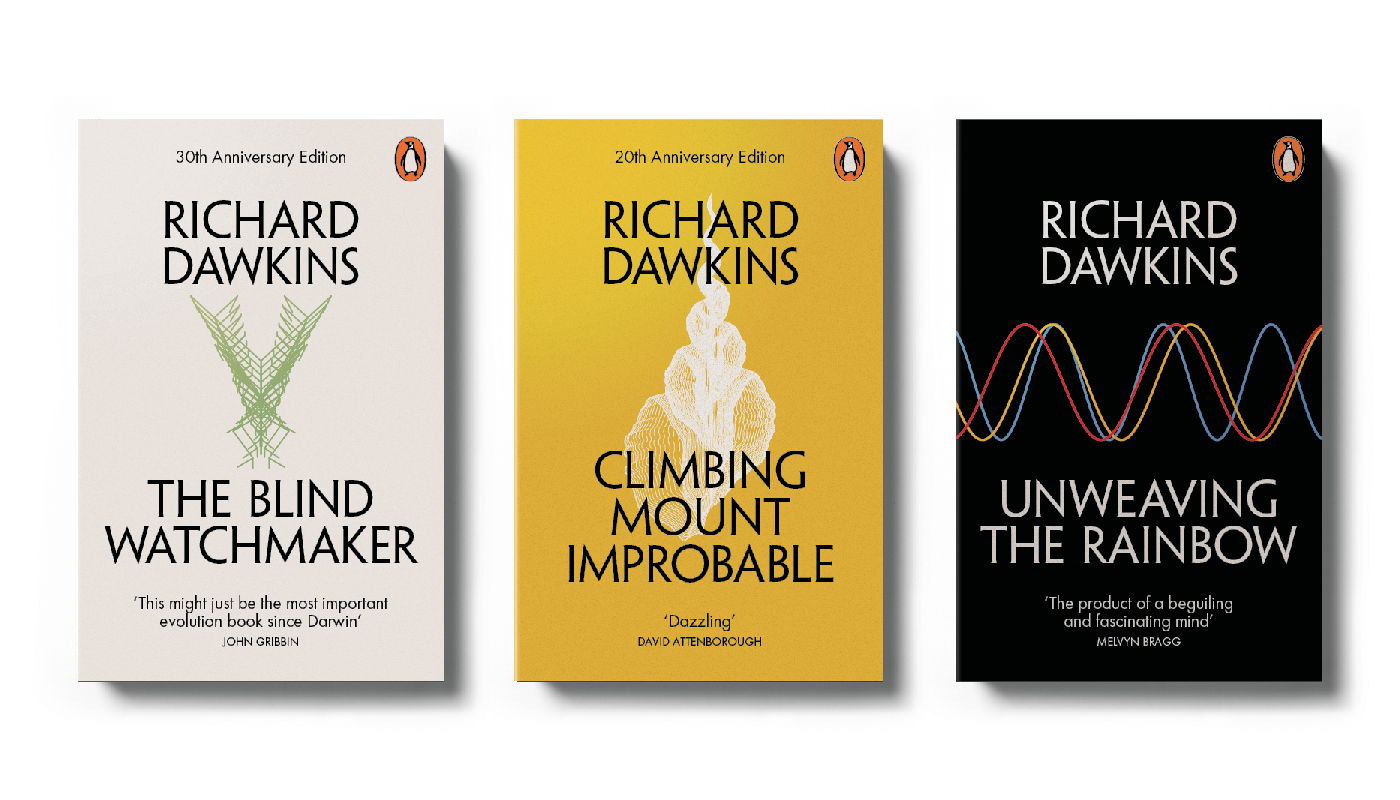 30th Anniversary Edition
RICHARD
DAWKINS
THE BLIND
WATCHMAKER
‘This might just be the most important
evolution book since Darwin’
JOHN GRIBBIN
20th Anniversary Edition
RICHARD
DAWKINS
CLIMBING
MOUNT
IMPROBABLE
‘Dazzling’
DAVID ATTENBOROUGH
RICHARD
DAWKINS
UNWEAVING
THE RAINBOW
‘The product of a beguiling
and fascinating mind’
MELVYN BRAGG